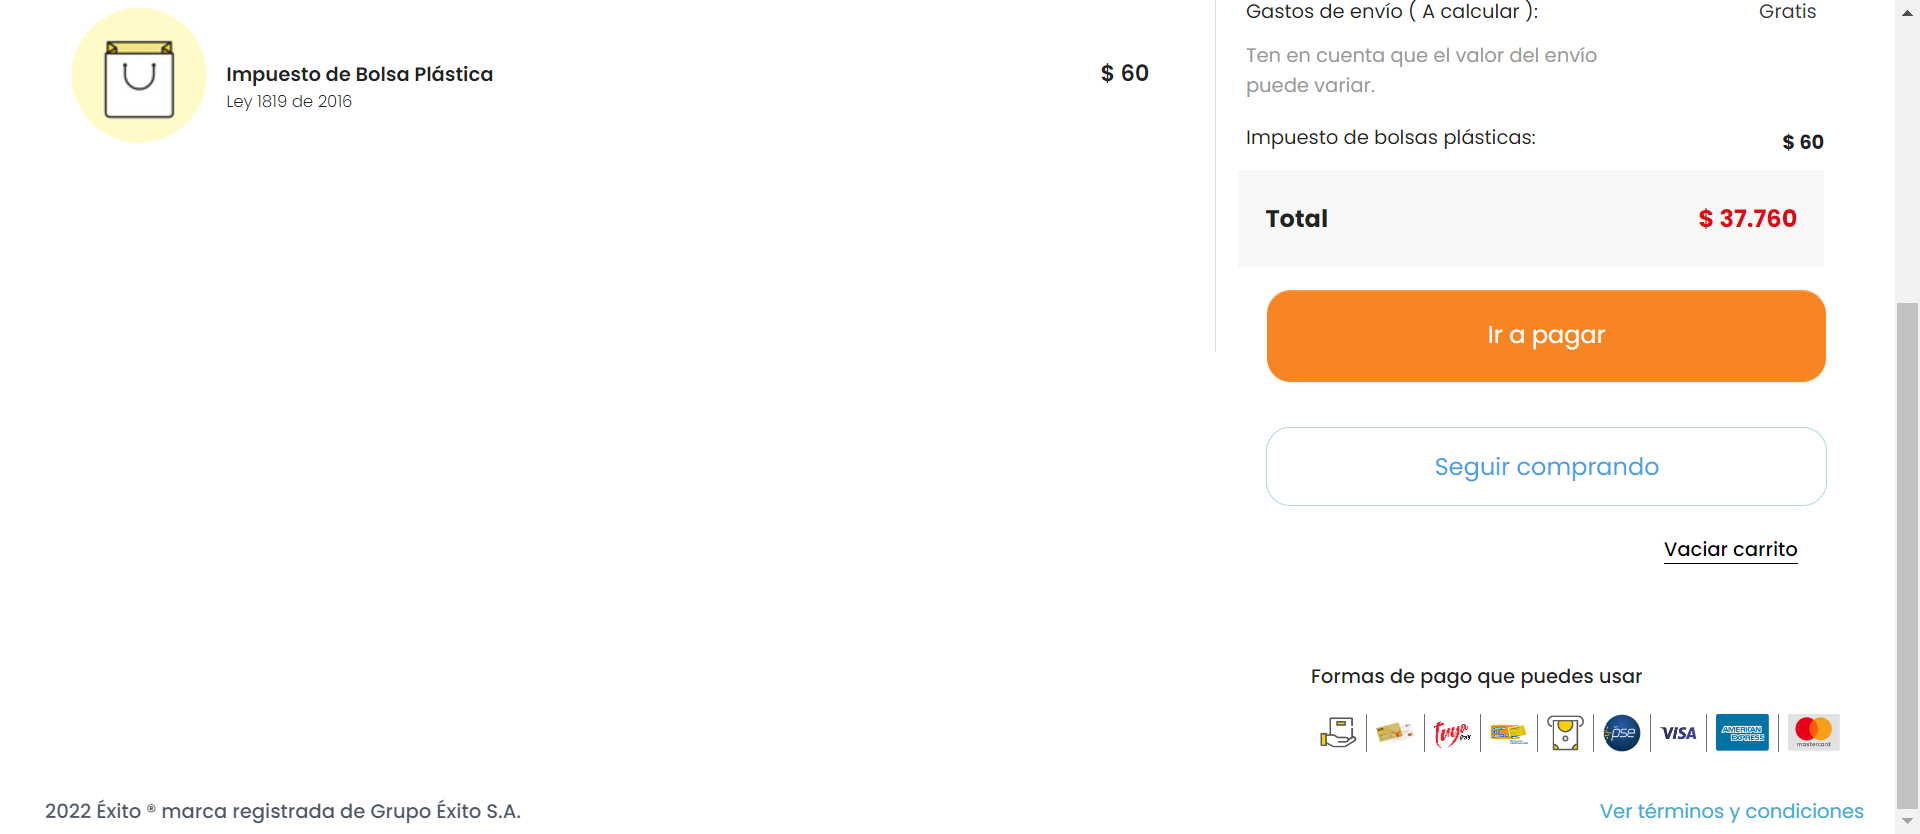 Impuesto de Bolsa Plástica
Ley 1819 de 2016
$ 60
Gastos de envío ( A calcular ):
Gratis
Ten en cuenta que el valor del envío
puede variar.
Impuesto de bolsas plásticas:
$ 60
Total
$ 37.760
Ir a pagar
Seguir comprando
Vaciar carrito
Formas de pago que puedes usar
tuya pay
pse
VISA
AMERICAN
EXPRESS
mastercard
2022 Éxito ® marca registrada de Grupo Éxito S.A.
Ver términos y condiciones